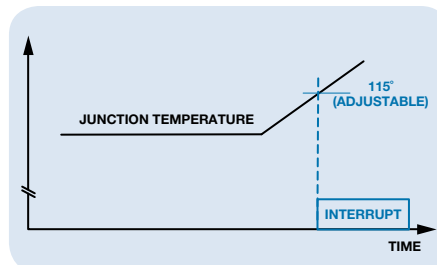 115°
(ADJUSTABLE)
JUNCTION TEMPERATURE
INTERRUPT
TIME